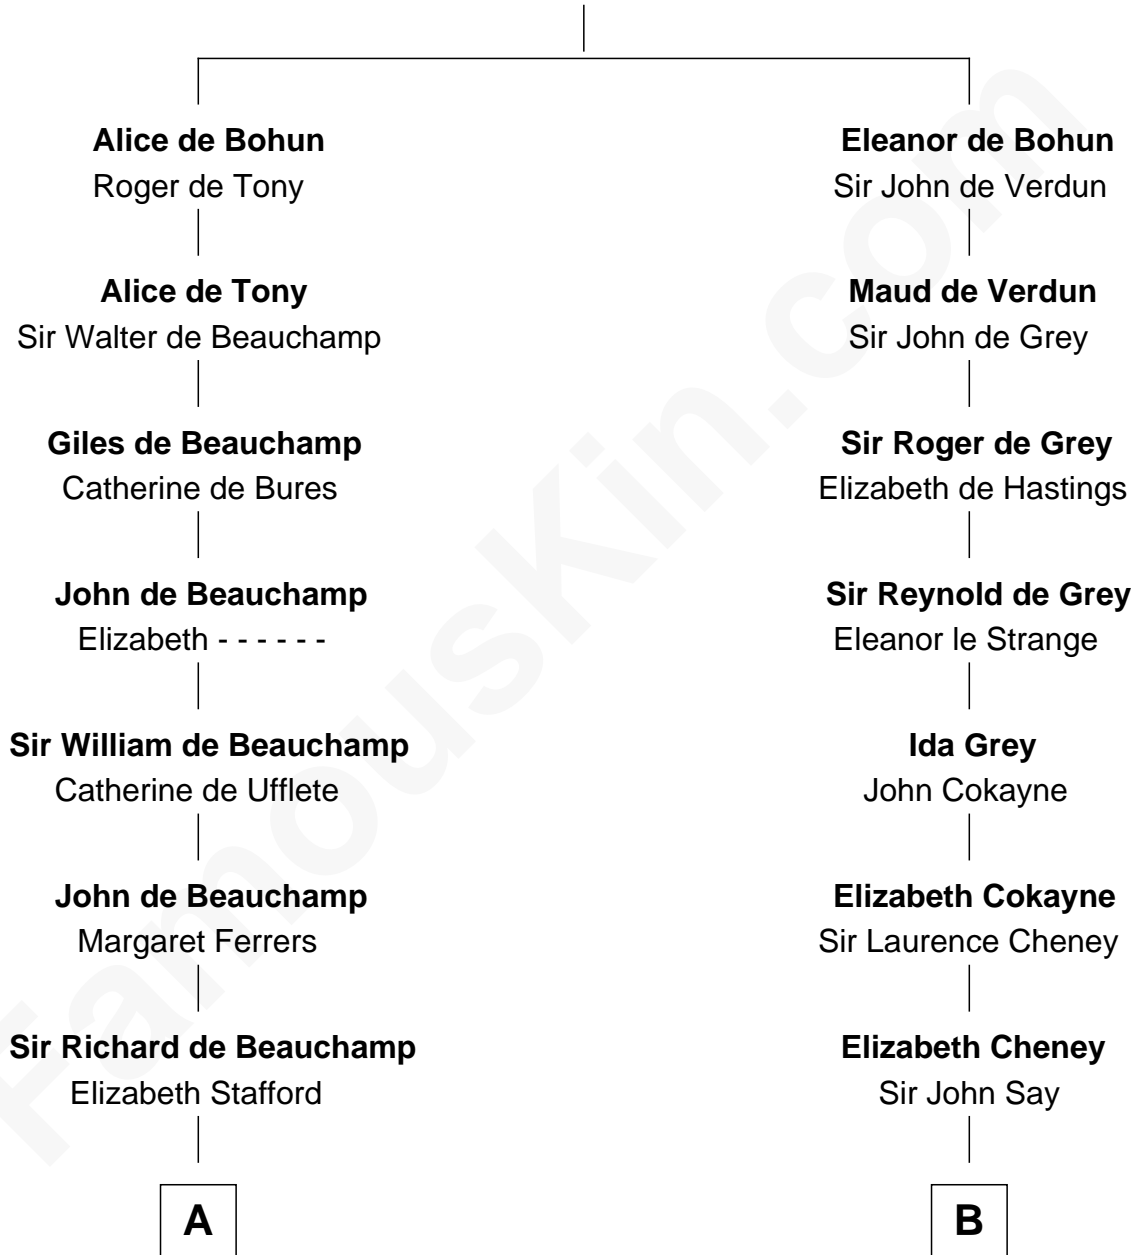 Alice de Bohun
Roger de Tony
Alice de Tony
Sir Walter de Beauchamp
Giles de Beauchamp
Catherine de Bures
John de Beauchamp
Elizabeth - - - - - -
Sir William de Beauchamp
Catherine de Ufflete
John de Beauchamp
Margaret Ferrers
Sir Richard de Beauchamp
Elizabeth Stafford
A
Eleanor de Bohun
Sir John de Verdun
Maud de Verdun
Sir John de Grey
Sir Roger de Grey
Elizabeth de Hastings
Sir Reynold de Grey
Eleanor le Strange
Ida Grey
John Cokayne
Elizabeth Cokayne
Sir Laurence Cheney
Elizabeth Cheney
Sir John Say
B
FamousKin.com